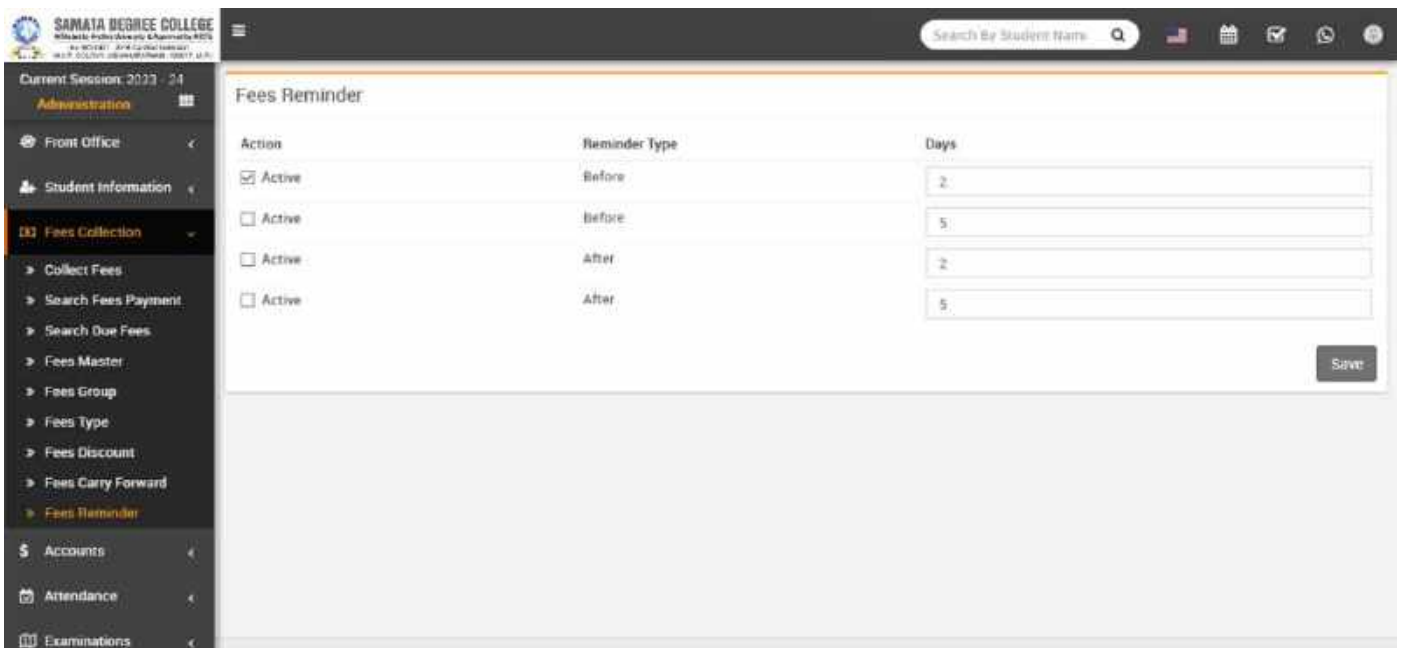 SAMATA DEGREE COLLEGE
Search By Student Name
Current Session: 2023 - 24
Administration
Fees Reminder
Front Office
Student Information
Fees Collection
Collect Fees
Search Fees Payment
Search Due Fees
Fees Master
Fees Group
Fees Type
Fees Discount
Fees Carry Forward
Fees Reminder
$ Accounts
Attendance
Examinations
Action Reminder Type Days
Active Before 2
Active Before 5
Active After 2
Active After 5
Save